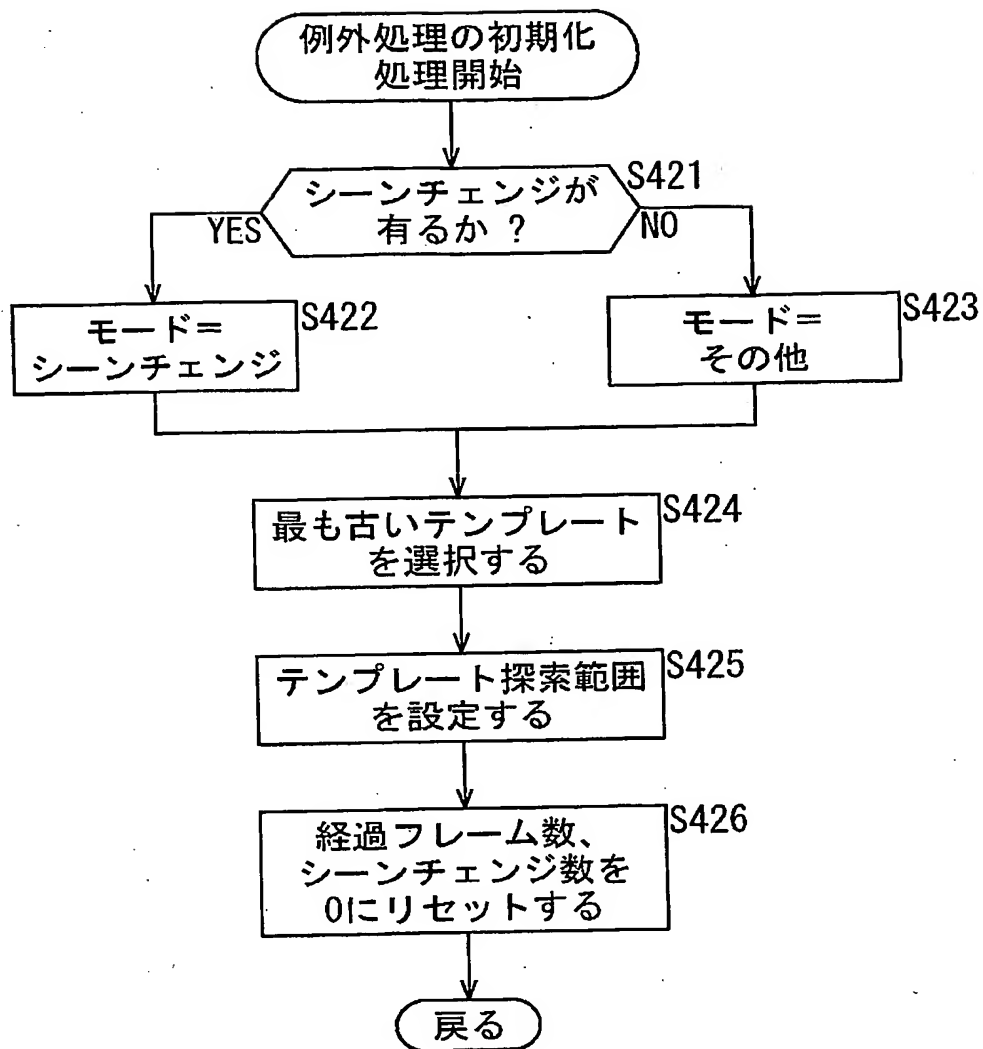 例外処理の初期化
処理開始
シーンチェンジが
有るか ?
S421
YES
NO
モード=
シーンチェンジ
S422
モード=
その他
S423
最も古いテンプレート
を選択する
S424
テンプレート探索範囲
を設定する
S425
経過フレーム数、
シーンチェンジ数を
0にリセットする
S426
戻る